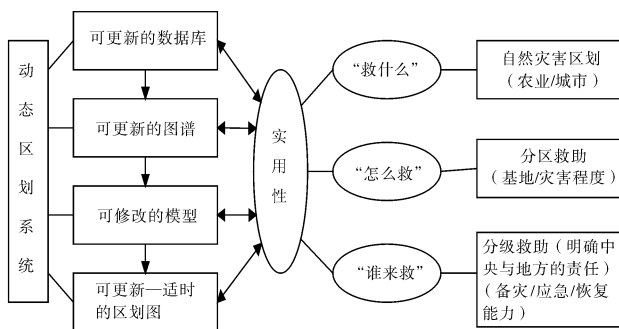 动态区划系统
可更新的数据库
可更新的图谱
可修改的模型
可更新—适时
的区划图
实用性
“救什么”
“怎么救”
“谁来救”
自然灾害区划
（农业/城市）
分区救助
（基地/灾害程度）
分级救助（明确中
央与地方的责任）
（备灾/应急/恢复
能力）